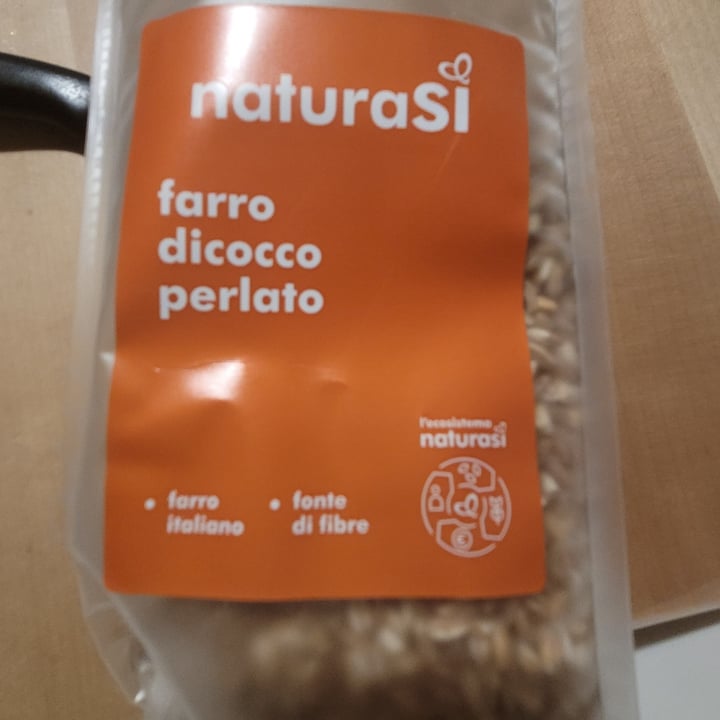 naturaSì
farro
dicocco
perlato
l'ecosistema
naturasì
• farro
italiano
• fonte
di fibre